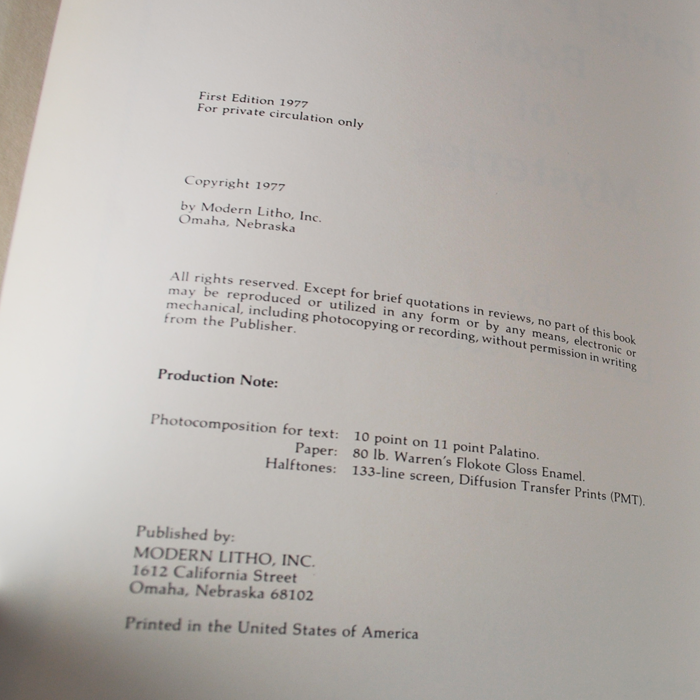 First Edition 1977
For private circulation only
Copyright 1977
by Modern Litho, Inc.
Omaha, Nebraska
All rights reserved. Except for brief quotations in reviews, no part of this book
may be reproduced or utilized in any form or by any means, electronic or
mechanical, including photocopying or recording, without permission in writing
from the Publisher.
Production Note:
Photocomposition for text: 10 point on 11 point Palatino.
Paper: 80 lb. Warren's Flokote Gloss Enamel.
Halftones: 133-line screen, Diffusion Transfer Prints (PMT).
Published by:
MODERN LITHO, INC.
1612 California Street
Omaha, Nebraska 68102
Printed in the United States of America